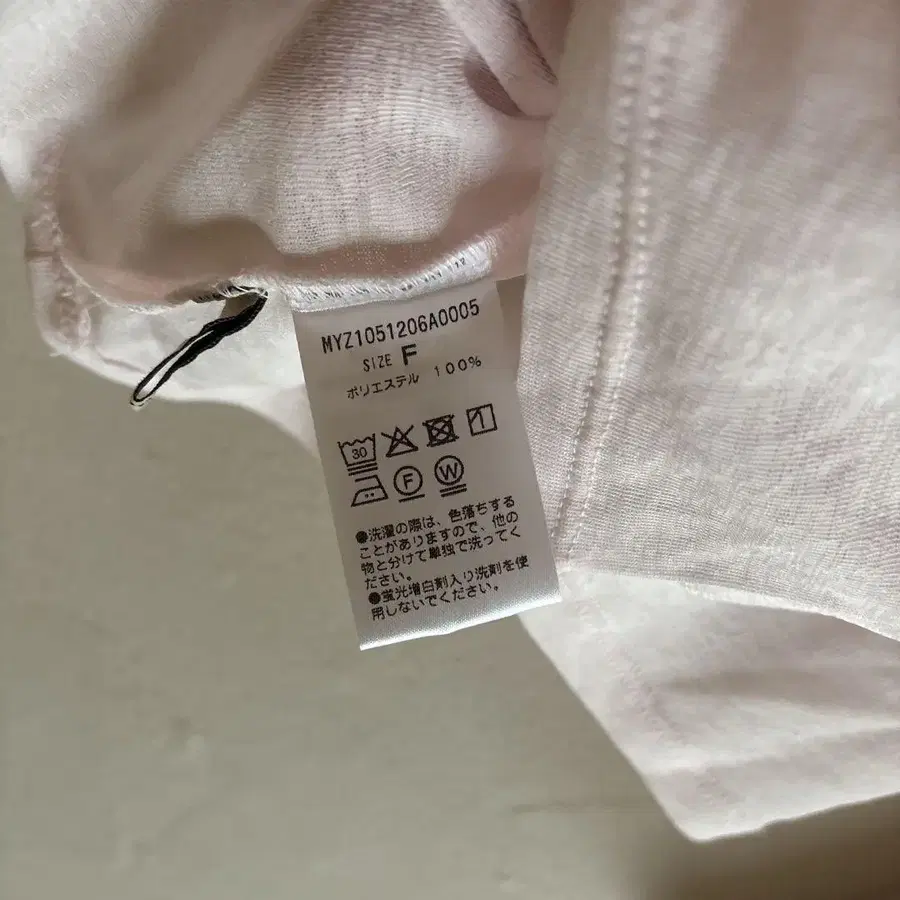 MYZ1051206A0005
SIZE F
ポリエステル 100%
30
F W
●洗濯の際は、色落ちする
ことがありますので、他の
物と分けて単独で洗ってく
ださい。
●蛍光増白剤入り洗剤を使
用しないでください。